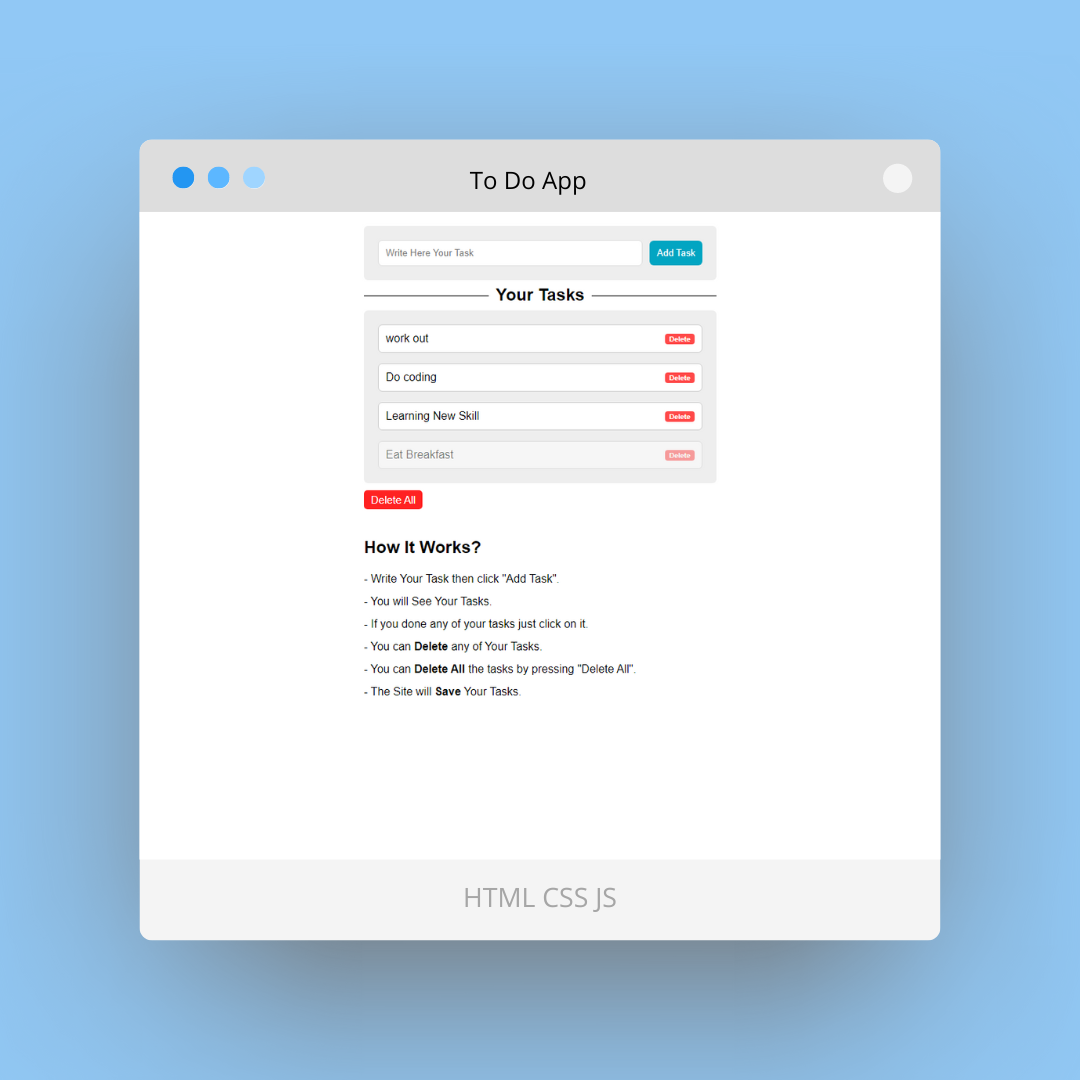 To Do App
Write Here Your Task
Add Task
Your Tasks
work out
Delete
Do coding
Delete
Learning New Skill
Delete
Eat Breakfast
Delete
Delete All
How It Works?
- Write Your Task then click "Add Task".
- You will See Your Tasks.
- If you done any of your tasks just click on it.
- You can Delete any of Your Tasks.
- You can Delete All the tasks by pressing "Delete All".
- The Site will Save Your Tasks.
HTML CSS JS